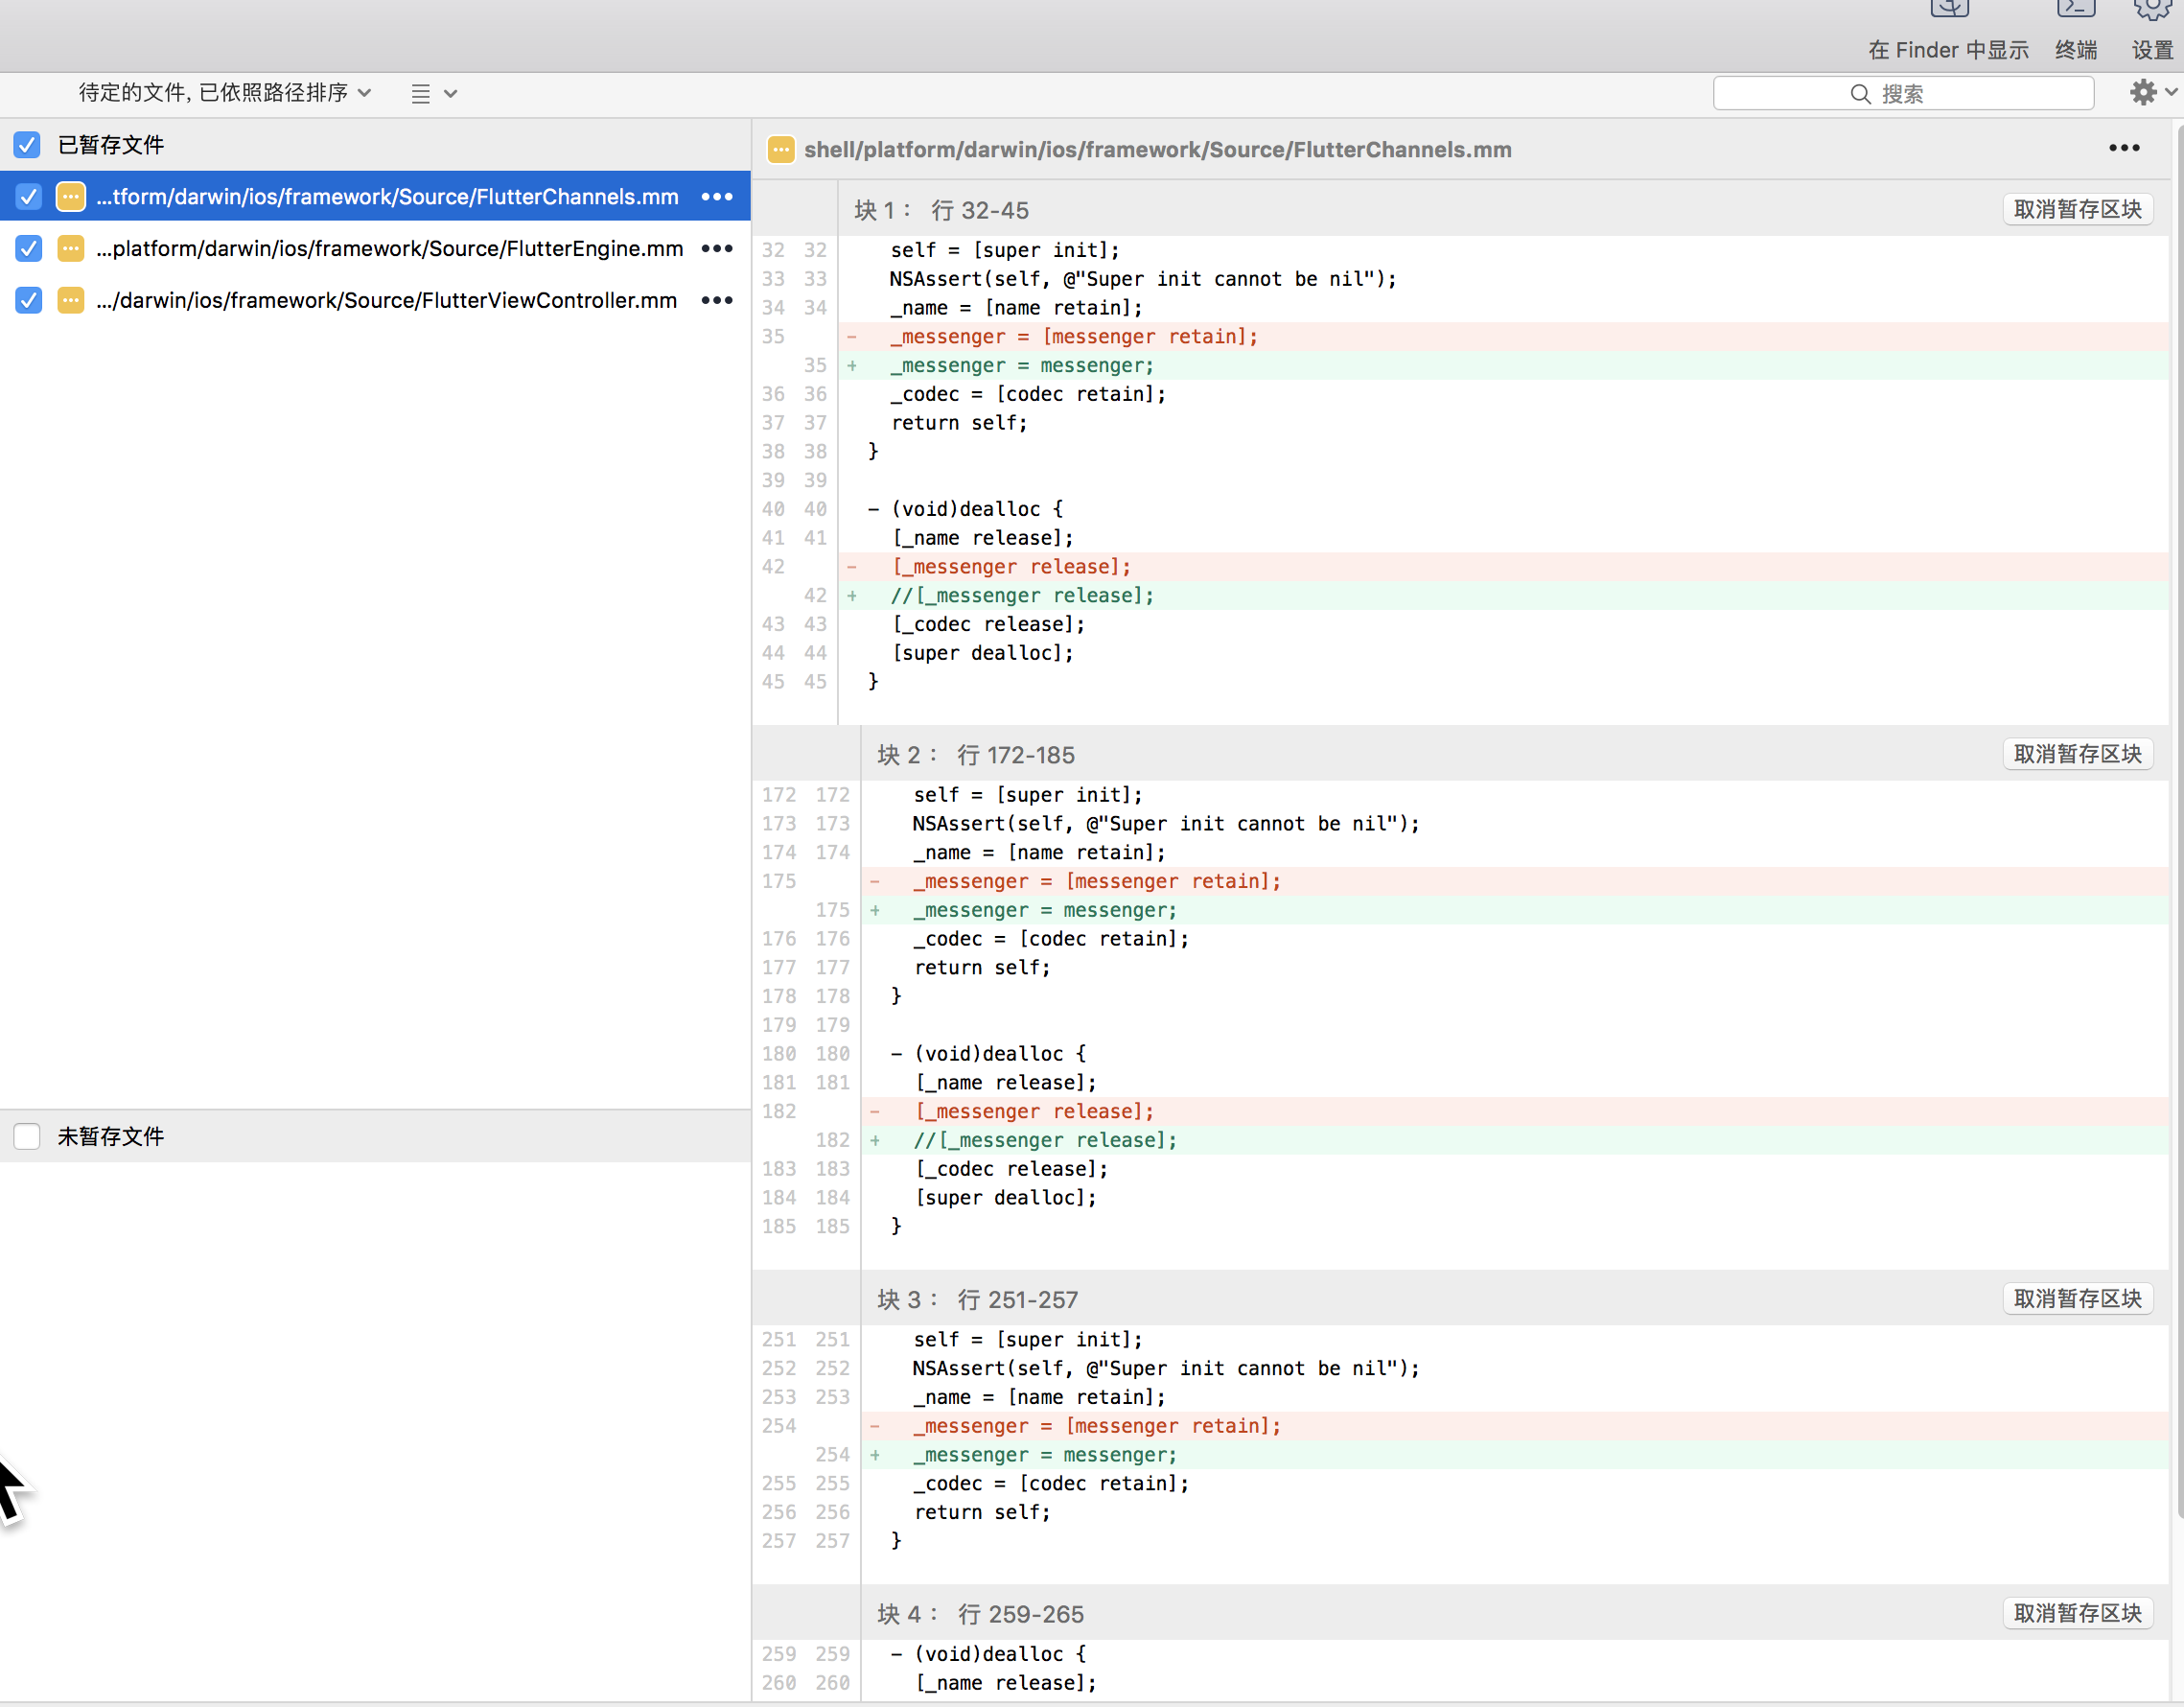 在 Finder 中显示 终端 设置
待定的文件, 已依照路径排序
搜索
已暂存文件
...tform/darwin/ios/framework/Source/FlutterChannels.mm
...platform/darwin/ios/framework/Source/FlutterEngine.mm
.../darwin/ios/framework/Source/FlutterViewController.mm
未暂存文件
shell/platform/darwin/ios/framework/Source/FlutterChannels.mm
块 1： 行 32-45 取消暂存区块
32 32 self = [super init];
33 33 NSAssert(self, @"Super init cannot be nil");
34 34 _name = [name retain];
35 - _messenger = [messenger retain];
35 + _messenger = messenger;
36 36 _codec = [codec retain];
37 37 return self;
38 38 }
39 39
40 40 - (void)dealloc {
41 41 [_name release];
42 - [_messenger release];
42 + //[_messenger release];
43 43 [_codec release];
44 44 [super dealloc];
45 45 }
块 2： 行 172-185 取消暂存区块
172 172 self = [super init];
173 173 NSAssert(self, @"Super init cannot be nil");
174 174 _name = [name retain];
175 - _messenger = [messenger retain];
175 + _messenger = messenger;
176 176 _codec = [codec retain];
177 177 return self;
178 178 }
179 179
180 180 - (void)dealloc {
181 181 [_name release];
182 - [_messenger release];
182 + //[_messenger release];
183 183 [_codec release];
184 184 [super dealloc];
185 185 }
块 3： 行 251-257 取消暂存区块
251 251 self = [super init];
252 252 NSAssert(self, @"Super init cannot be nil");
253 253 _name = [name retain];
254 - _messenger = [messenger retain];
254 + _messenger = messenger;
255 255 _codec = [codec retain];
256 256 return self;
257 257 }
块 4： 行 259-265 取消暂存区块
259 259 - (void)dealloc {
260 260 [_name release];